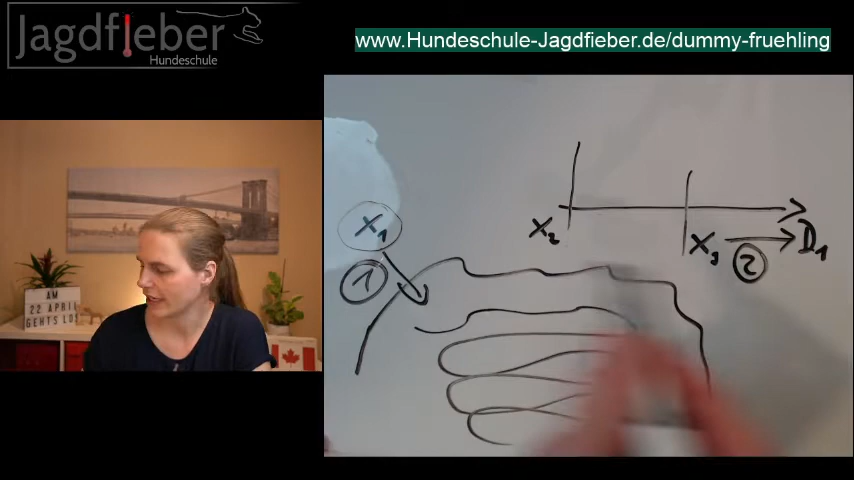 Jagdfieber
Hundeschule
www.Hundeschule-Jagdfieber.de/dummy-fruehling
AM
22 APRIL
GEHTS LOS
X1
1
X2
X3
2
D1